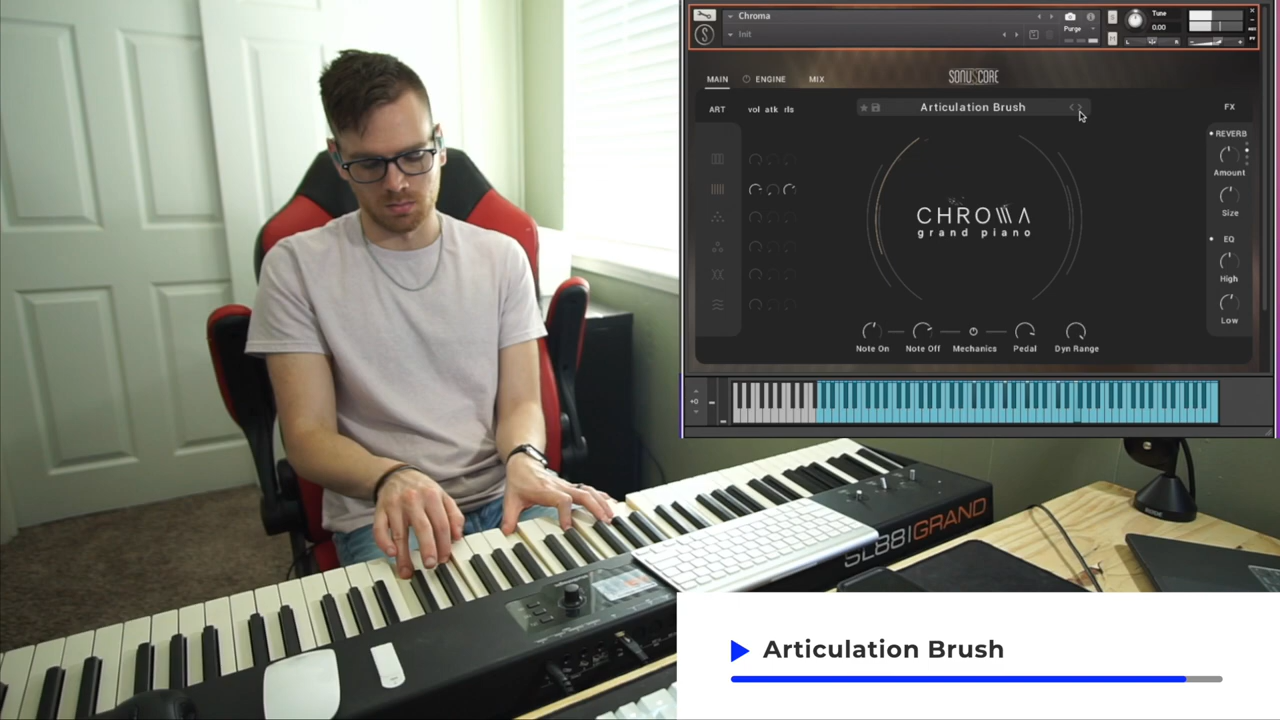 Chroma
Tune
Init
Purge
0.00
L
R
MAIN
ENGINE
MIX
SONUSCORE
ART
vol atk rls
Articulation Brush
FX
REVERB
Amount
Size
CHROMA
grand piano
EQ
High
Low
Note On
Note Off
Mechanics
Pedal
Dyn Range
+0
SL88|GRAND
RODE
Articulation Brush